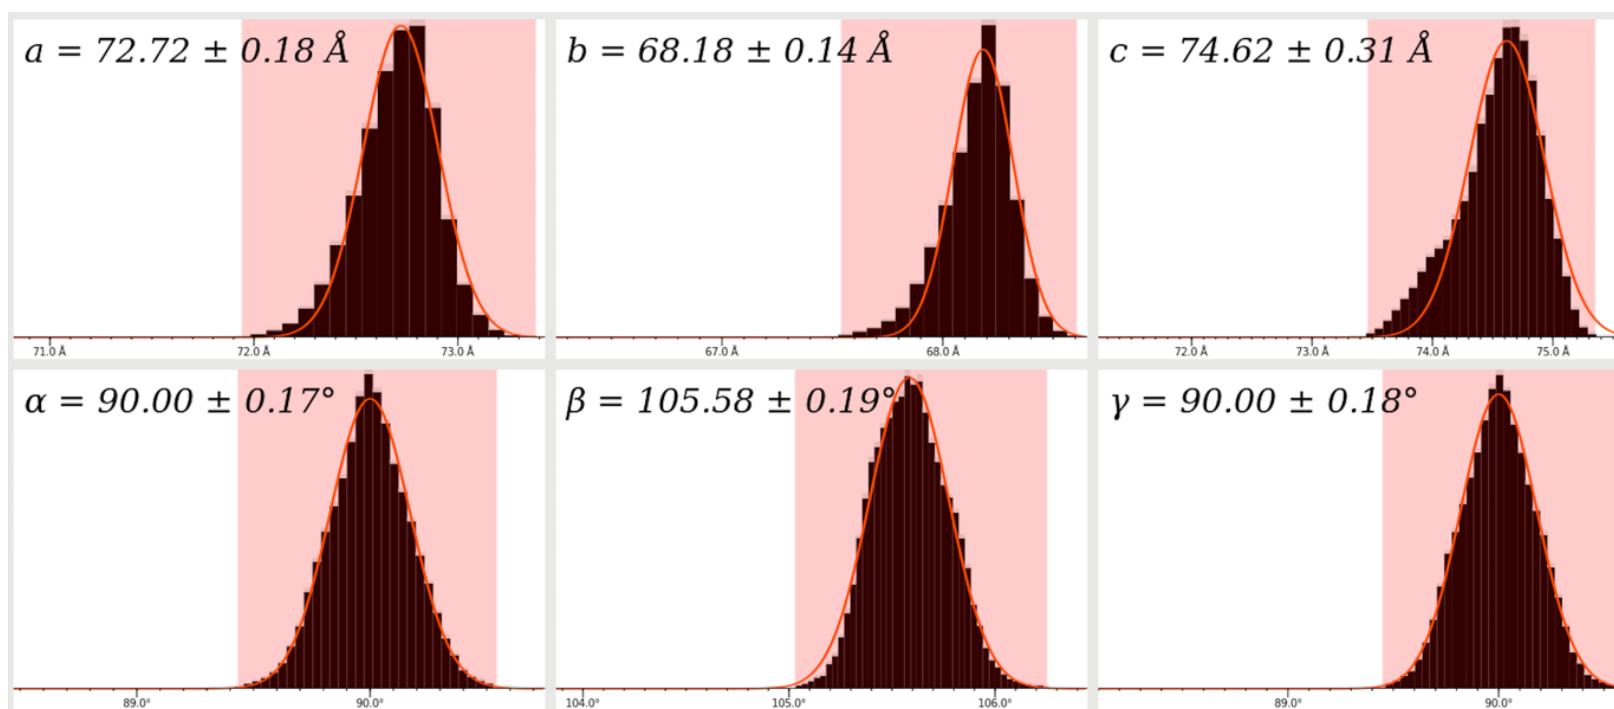 a = 72.72 ± 0.18 Å
71.0 Å 72.0 Å 73.0 Å
b = 68.18 ± 0.14 Å
67.0 Å 68.0 Å
c = 74.62 ± 0.31 Å
72.0 Å 73.0 Å 74.0 Å 75.0 Å
α = 90.00 ± 0.17°
89.0° 90.0°
β = 105.58 ± 0.19°
104.0° 105.0° 106.0°
γ = 90.00 ± 0.18°
89.0° 90.0°